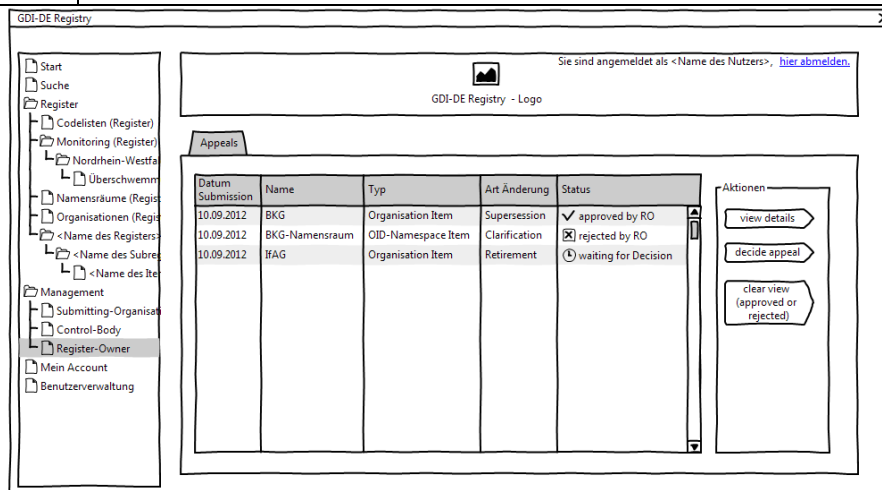 GDI-DE Registry
Sie sind angemeldet als <Name des Nutzers>, hier abmelden.
GDI-DE Registry - Logo
Start
Suche
Register
Codelisten (Register)
Monitoring (Register)
Nordrhein-Westfal
Überschwemm
Namensräume (Regist
Organisationen (Regis
<Name des Registers>
<Name des Subreg
<Name des Ite
Management
Submitting-Organisati
Control-Body
Register-Owner
Mein Account
Benutzerverwaltung
Appeals
Datum Submission Name Typ Art Änderung Status
10.09.2012 BKG Organisation Item Supersession approved by RO
10.09.2012 BKG-Namensraum OID-Namespace Item Clarification rejected by RO
10.09.2012 IfAG Organisation Item Retirement waiting for Decision
Aktionen
view details
decide appeal
clear view
(approved or
rejected)